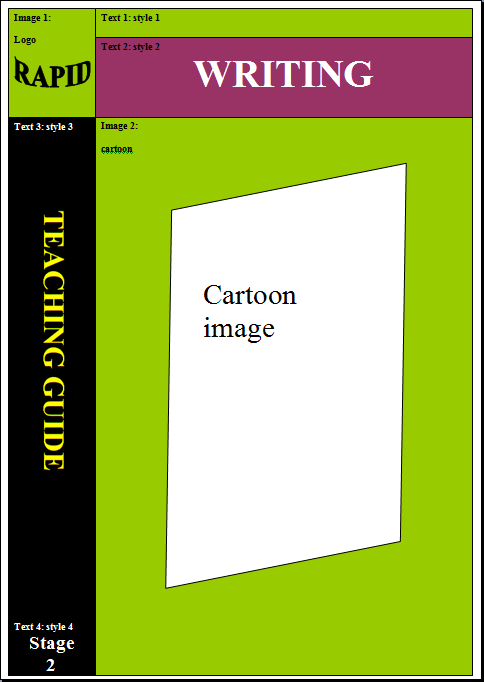 Image 1:
Logo
RAPID
Text 1: style 1
Text 2: style 2
WRITING
Text 3: style 3
TEACHING GUIDE
Image 2:
cartoon
Cartoon
image
Text 4: style 4
Stage
2